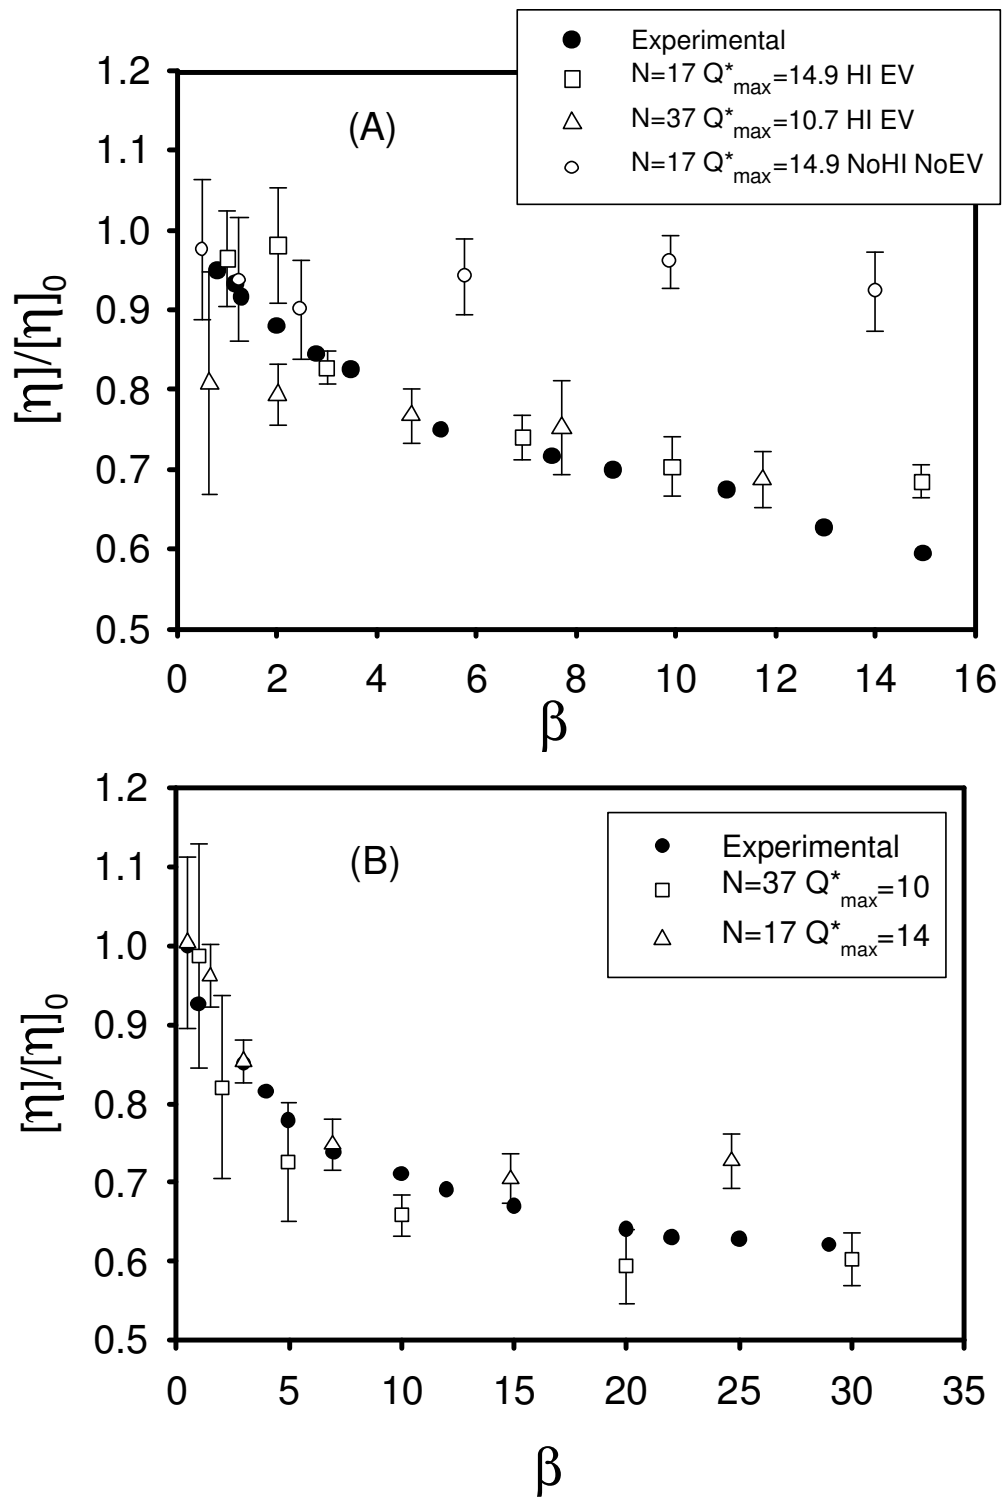 Experimental
N=17 Q*max=14.9 HI EV
N=37 Q*max=10.7 HI EV
N=17 Q*max=14.9 NoHI NoEV
(A)
1.2
1.1
1.0
0.9
0.8
0.7
0.6
0.5
[η]/[η]0
0 2 4 6 8 10 12 14 16
β
Experimental
N=37 Q*max=10
N=17 Q*max=14
(B)
1.2
1.1
1.0
0.9
0.8
0.7
0.6
0.5
[η]/[η]0
0 5 10 15 20 25 30 35
β